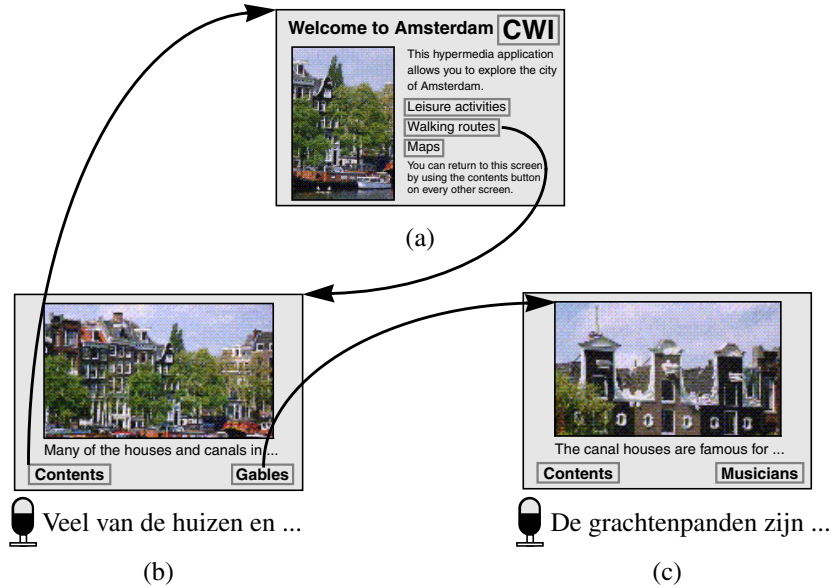 Welcome to Amsterdam CWI
This hypermedia application
allows you to explore the city
of Amsterdam.
Leisure activities
Walking routes
Maps
You can return to this screen
by using the contents button
on every other screen.
(a)
Many of the houses and canals in ...
Contents Gables
Veel van de huizen en ...
(b)
The canal houses are famous for ...
Contents Musicians
De grachtenpanden zijn ...
(c)